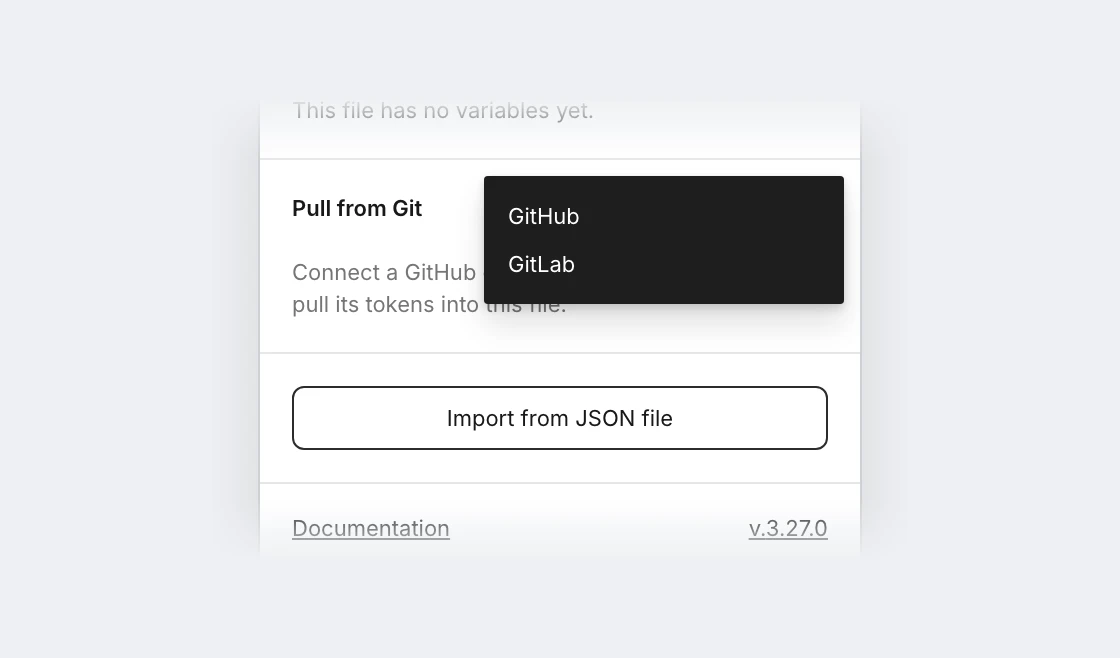 This file has no variables yet.
Pull from Git
GitHub
GitLab
Connect a GitHub
pull its tokens into this file.
Import from JSON file
Documentation
v.3.27.0